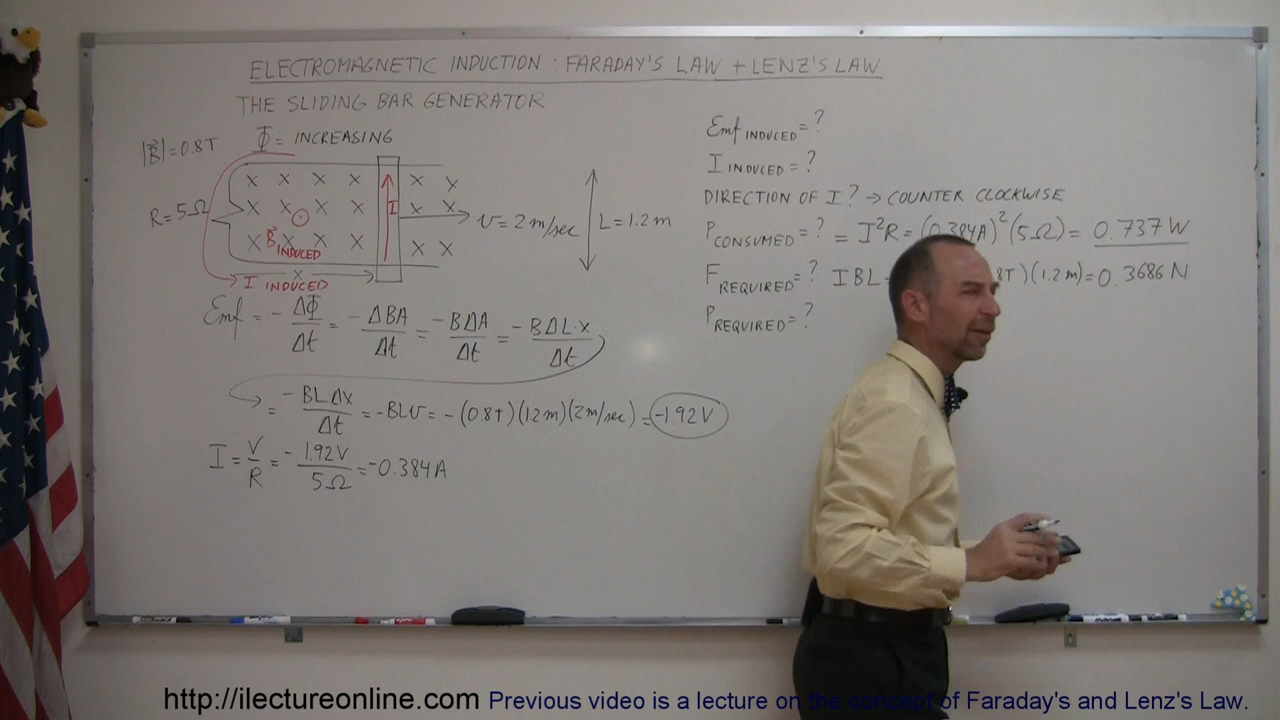 ELECTROMAGNETIC INDUCTION: FARADAY'S LAW + LENZ'S LAW
THE SLIDING BAR GENERATOR
|B⃗| = 0.8T
Φ = INCREASING
X X X X X X
R = 5Ω
X X X X X
I
υ = 2 m/sec
L = 1.2 m
X X X X X X
B⃗ INDUCED
X
I INDUCED
Emf = - ΔΦ/Δt = - ΔBA/Δt = -BΔA/Δt = -BΔL·x/Δt
= -BLΔx/Δt = -BLυ = -(0.8T)(1.2m)(2m/sec) = -1.92V
I = V/R = - 1.92V/5Ω = -0.384A
Emf INDUCED = ?
I INDUCED = ?
DIRECTION OF I? → COUNTER CLOCKWISE
P CONSUMED = ? = I²R = (0.384A)²(5Ω) = 0.737 W
F REQUIRED = ? IBL 8T)(1.2m) = 0.3686 N
P REQUIRED = ?
http://ilectureonline.com Previous video is a lecture on the concept of Faraday's and Lenz's Law.